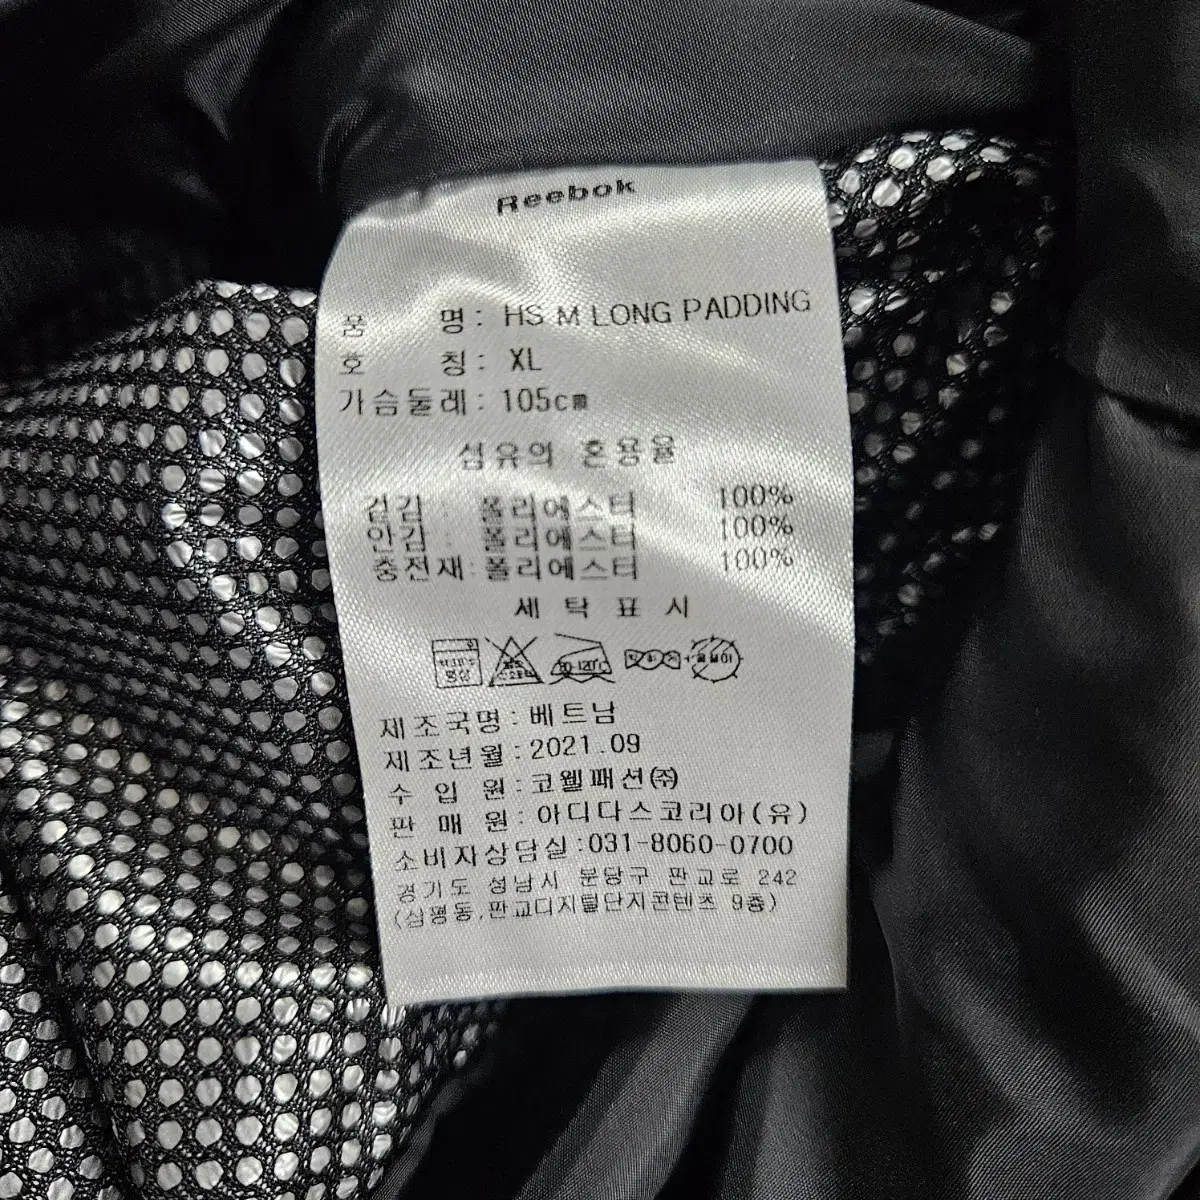 Reebok
품 명 : HS M LONG PADDING
호 칭 : XL
가슴둘레 : 105cm
섬유의 혼용율
겉감 : 폴리에스터 100%
안감 : 폴리에스터 100%
충전재 : 폴리에스터 100%
세 탁 표 시
80-120℃
제조국명 : 베트남
제조년월 : 2021.09
수 입 원 : 코웰패션㈜
판 매 원 : 아디다스코리아(유)
소비자상담실 : 031-8060-0700
경기도 성남시 분당구 판교로 242
(삼평동,판교디지털단지콘텐츠 9층)